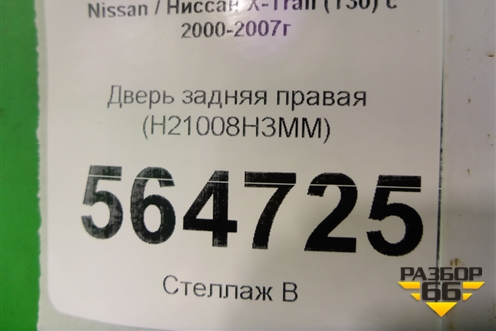 Nissan / Ниссан X-Trail (T30) с
2000-2007г
Дверь задняя правая
(H21008H3MM)
564725
Стеллаж В
РАЗБОР
66